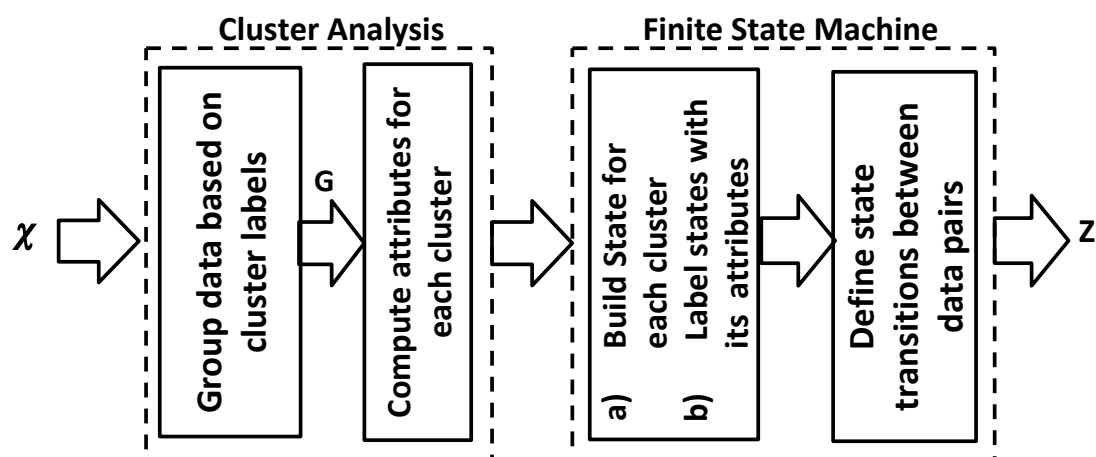 Cluster Analysis
Finite State Machine
χ
Group data based on
cluster labels
G
Compute attributes for
each cluster
a) Build State for
each cluster
b) Label states with
its attributes
Define state
transitions between
data pairs
Z